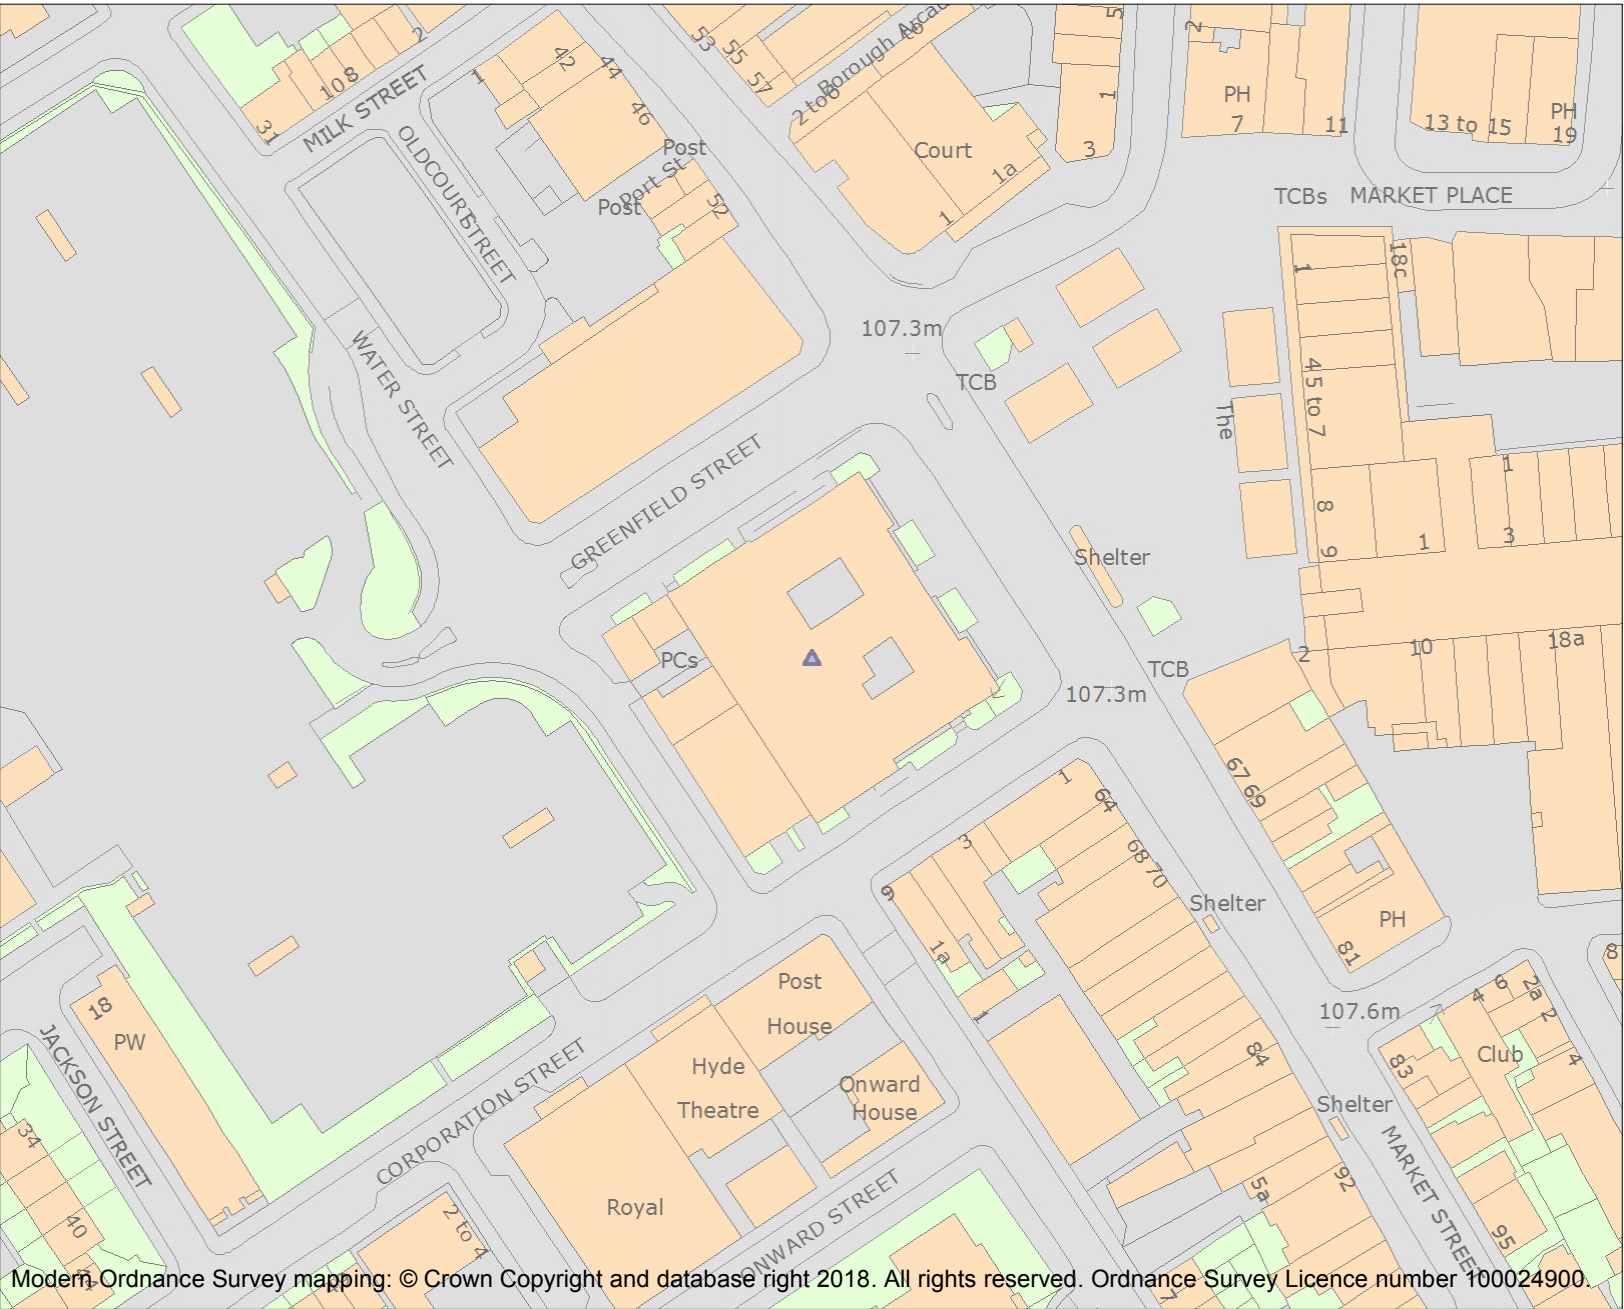 2
53
55
57
Borough Arcade
2 to 6
42
44
46
1
10 8
31
MILK STREET
OLDCOURT STREET
Post
Port St
Post
52
Court
1a
1
5
1
3
2
PH
7
11
13 to 15
PH
19
TCBs
MARKET PLACE
107.3m
TCB
WATER STREET
GREENFIELD STREET
The
1
18c
4 5 to 7
8
9
1
1
3
Shelter
PCs
TCB
107.3m
2
10
18a
67 69
1
64
3
68 70
9
1a
1
Shelter
PH
81
8
18
PW
JACKSON STREET
Post
House
Hyde
Theatre
Onward
House
CORPORATION STREET
107.6m
4
6
2a
2
4
Club
83
84
Shelter
MARKET STREET
34
40
44
2 to 4
Royal
ONWARD STREET
5a
92
95
7
Modern Ordnance Survey mapping: © Crown Copyright and database right 2018. All rights reserved. Ordnance Survey Licence number 100024900.